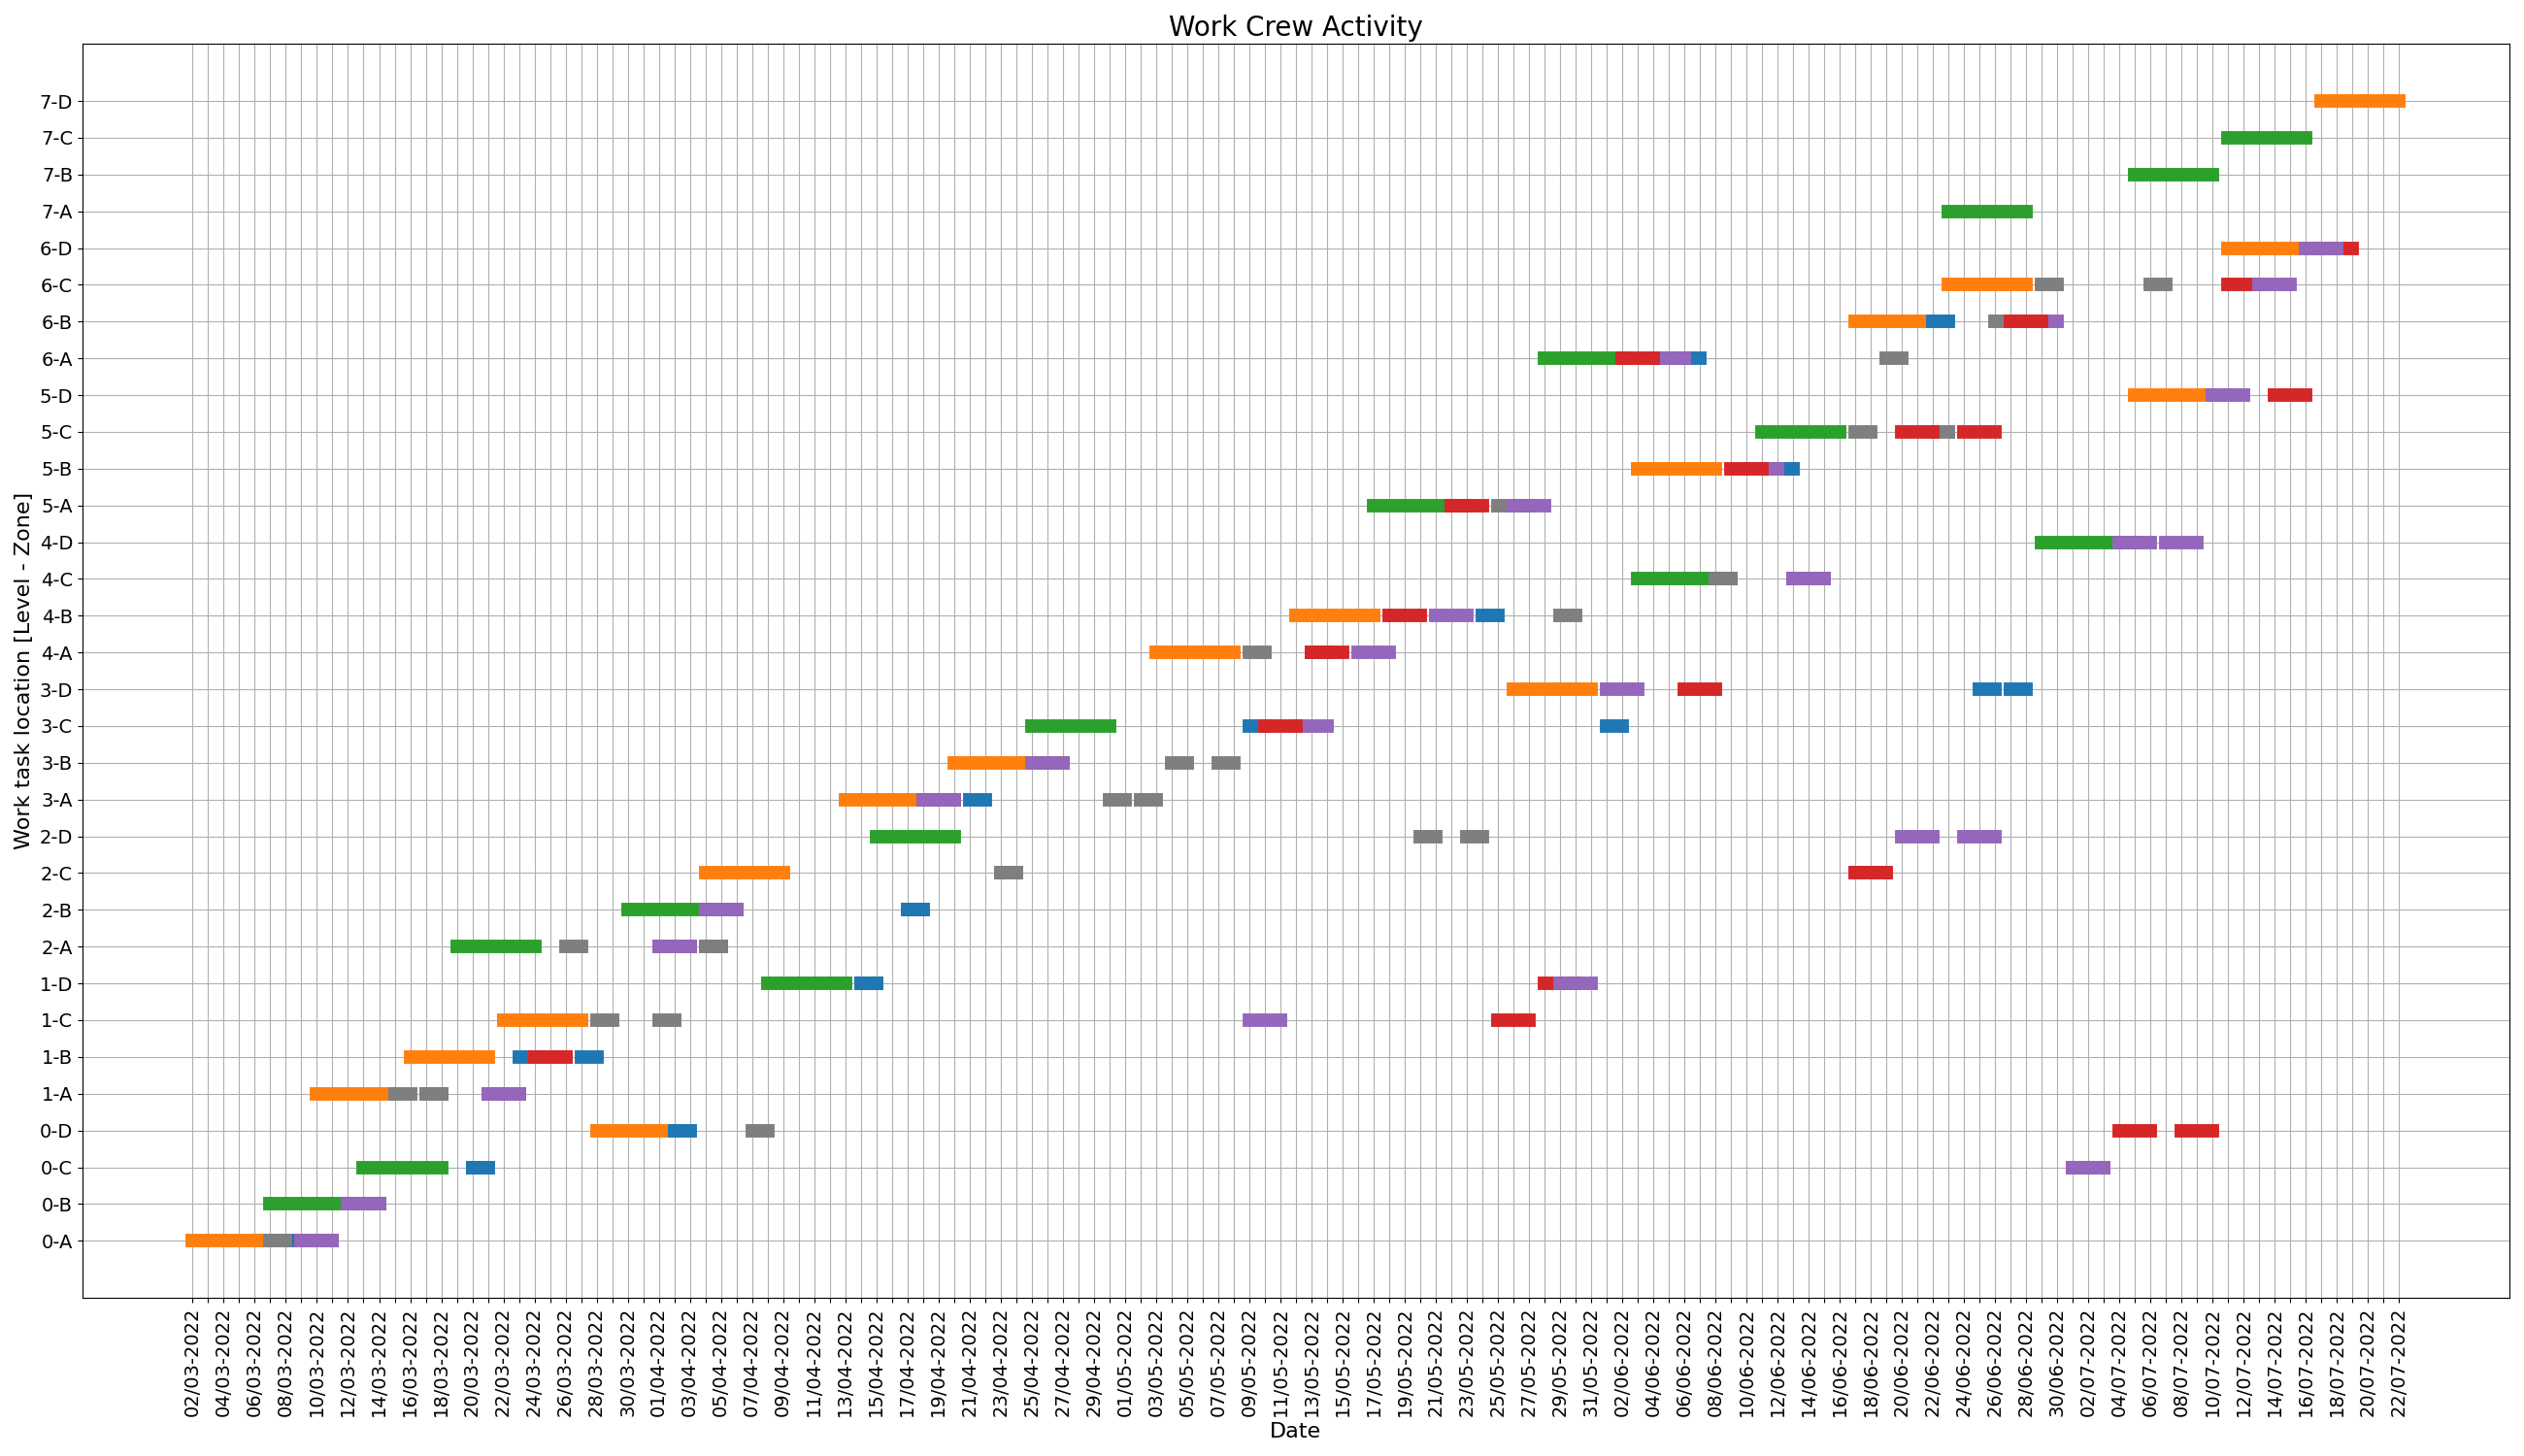 Work Crew Activity
Work task location [Level - Zone]
7-D
7-C
7-B
7-A
6-D
6-C
6-B
6-A
5-D
5-C
5-B
5-A
4-D
4-C
4-B
4-A
3-D
3-C
3-B
3-A
2-D
2-C
2-B
2-A
1-D
1-C
1-B
1-A
0-D
0-C
0-B
0-A
02/03-2022
04/03-2022
06/03-2022
08/03-2022
10/03-2022
12/03-2022
14/03-2022
16/03-2022
18/03-2022
20/03-2022
22/03-2022
24/03-2022
26/03-2022
28/03-2022
30/03-2022
01/04-2022
03/04-2022
05/04-2022
07/04-2022
09/04-2022
11/04-2022
13/04-2022
15/04-2022
17/04-2022
19/04-2022
21/04-2022
23/04-2022
25/04-2022
27/04-2022
29/04-2022
01/05-2022
03/05-2022
05/05-2022
07/05-2022
09/05-2022
11/05-2022
13/05-2022
15/05-2022
17/05-2022
19/05-2022
21/05-2022
23/05-2022
25/05-2022
27/05-2022
29/05-2022
31/05-2022
02/06-2022
04/06-2022
06/06-2022
08/06-2022
10/06-2022
12/06-2022
14/06-2022
16/06-2022
18/06-2022
20/06-2022
22/06-2022
24/06-2022
26/06-2022
28/06-2022
30/06-2022
02/07-2022
04/07-2022
06/07-2022
08/07-2022
10/07-2022
12/07-2022
14/07-2022
16/07-2022
18/07-2022
20/07-2022
22/07-2022
Date